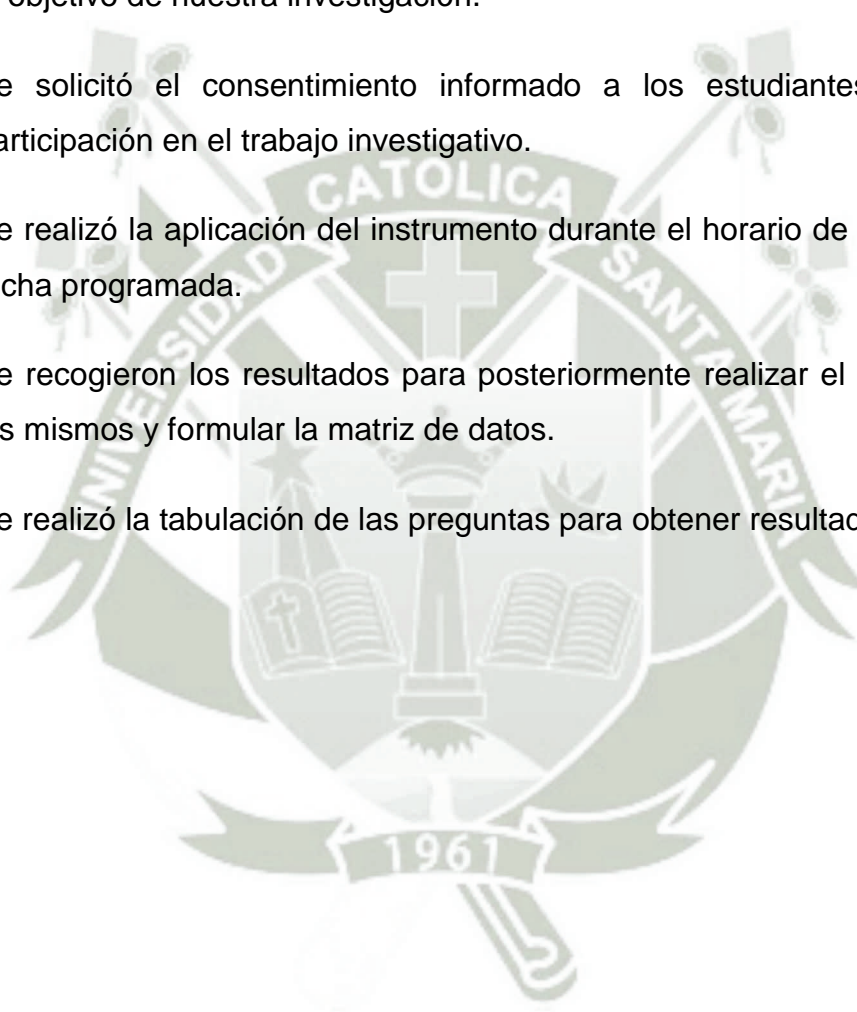 objetivo de nuestra investigación.
e solicitó el consentimiento informado a los estudiantes
articipación en el trabajo investigativo.
e realizó la aplicación del instrumento durante el horario de
cha programada.
e recogieron los resultados para posteriormente realizar el
s mismos y formular la matriz de datos.
e realizó la tabulación de las preguntas para obtener resultad
UNIVERSIDAD CATOLICA SANTA MARIA
1961